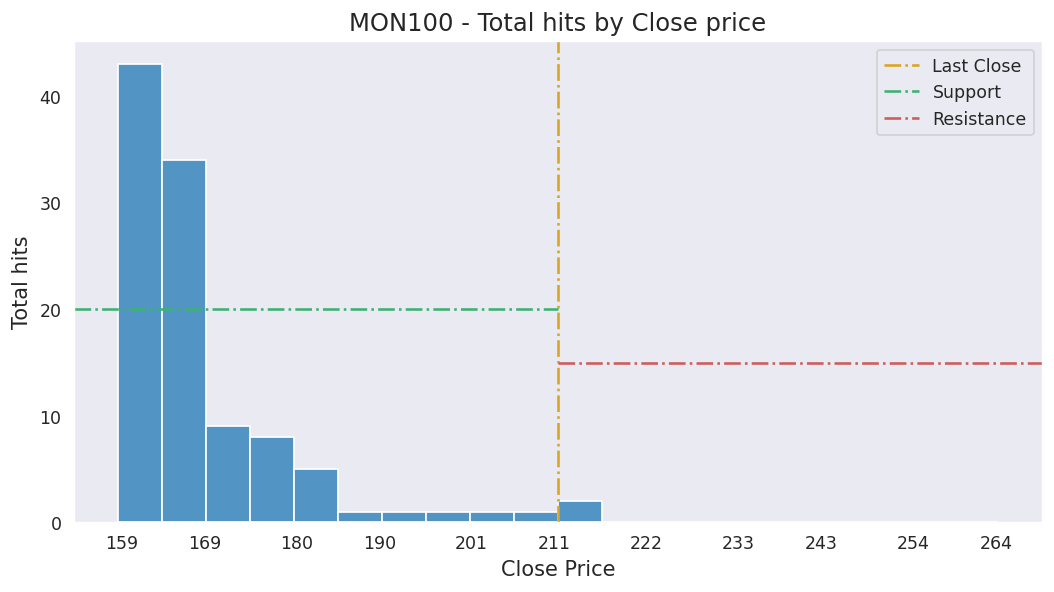 MON100 - Total hits by Close price
Last Close
Support
Resistance
Total hits
40
30
20
10
0
159 169 180 190 201 211 222 233 243 254 264
Close Price